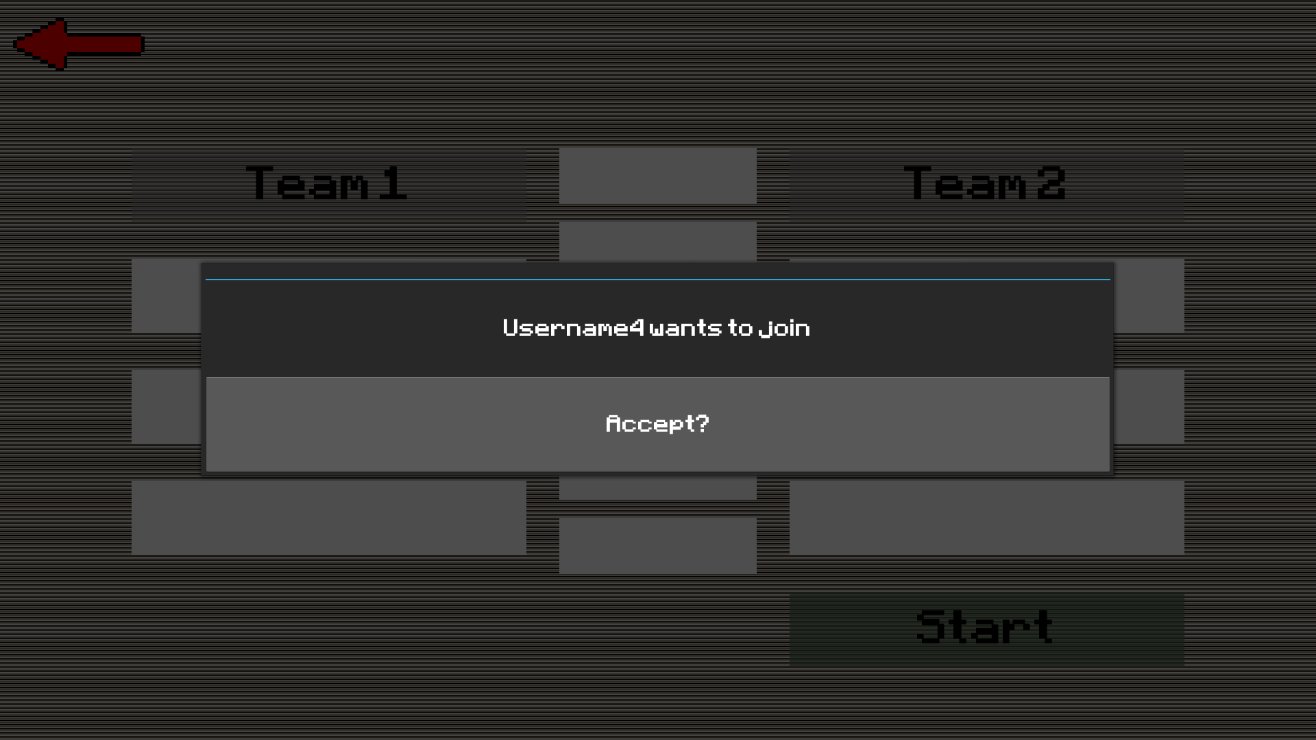 Team 1
Team 2
Username4 wants to join
Accept?
Start